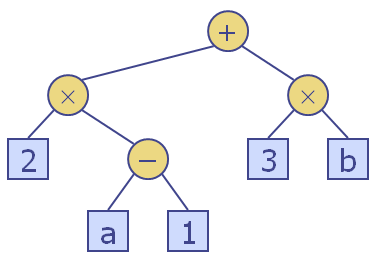 +
× ×
2 − 3 b
a 1